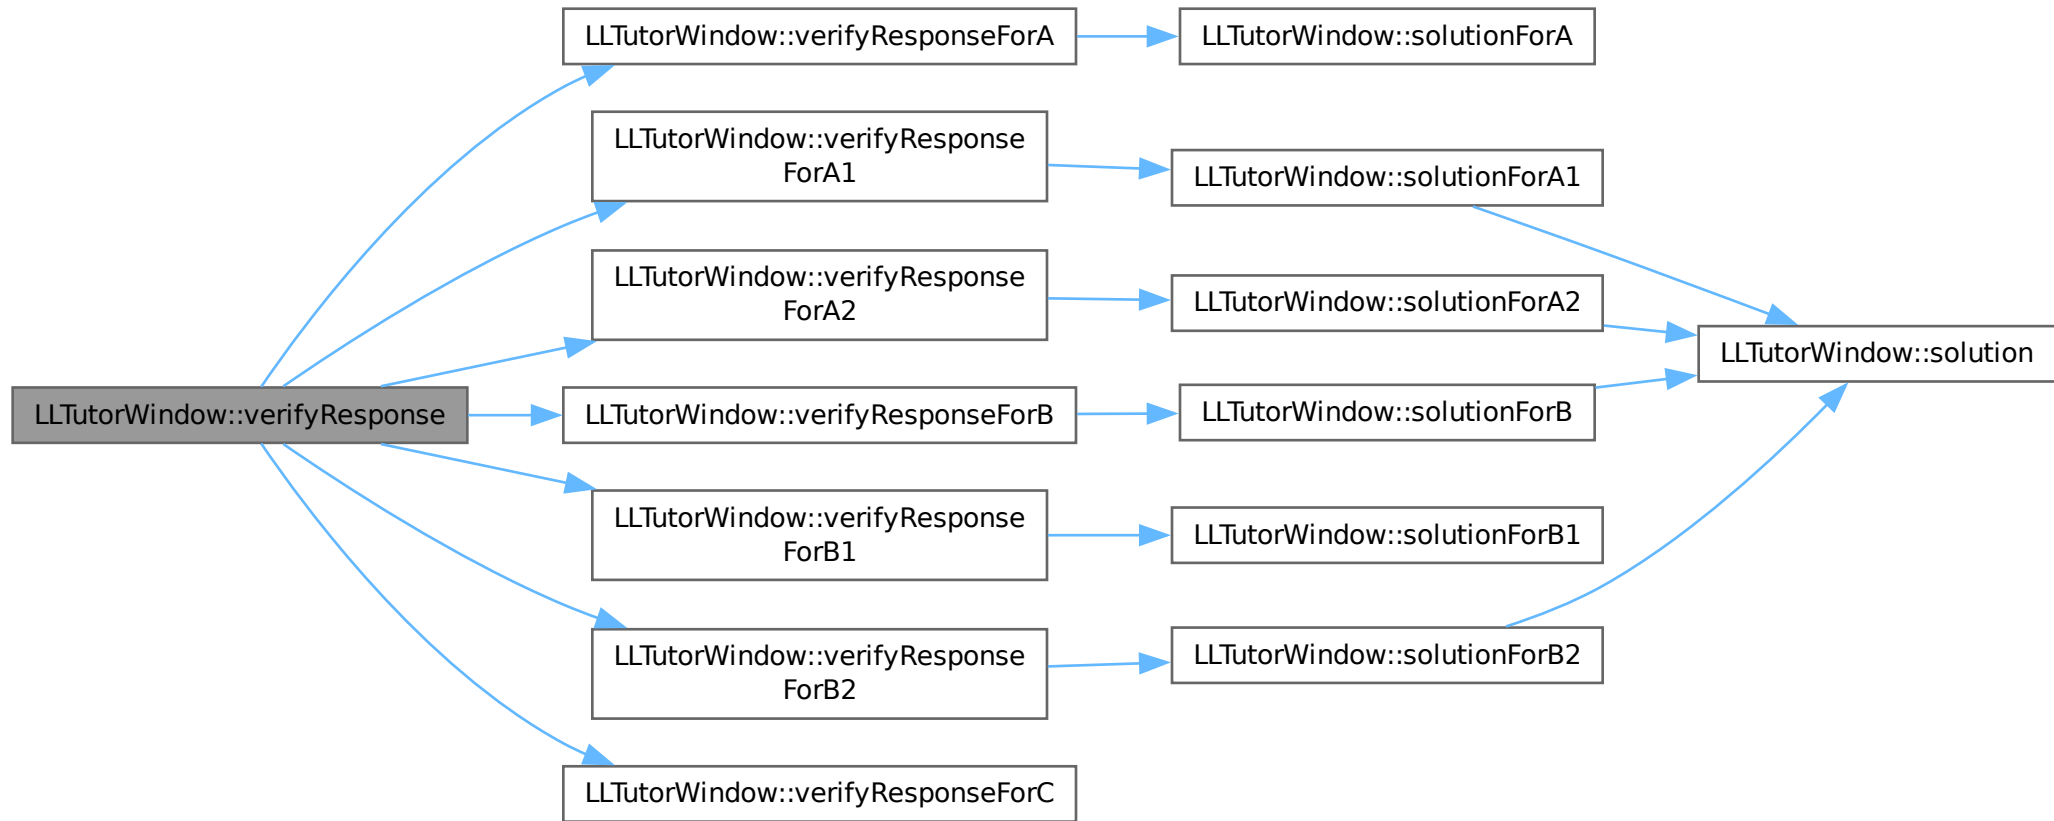 LLTutorWindow::verifyResponse
LLTutorWindow::verifyResponseForA
LLTutorWindow::solutionForA
LLTutorWindow::verifyResponse
ForA1
LLTutorWindow::solutionForA1
LLTutorWindow::verifyResponse
ForA2
LLTutorWindow::solutionForA2
LLTutorWindow::solution
LLTutorWindow::verifyResponseForB
LLTutorWindow::solutionForB
LLTutorWindow::verifyResponse
ForB1
LLTutorWindow::solutionForB1
LLTutorWindow::verifyResponse
ForB2
LLTutorWindow::solutionForB2
LLTutorWindow::verifyResponseForC